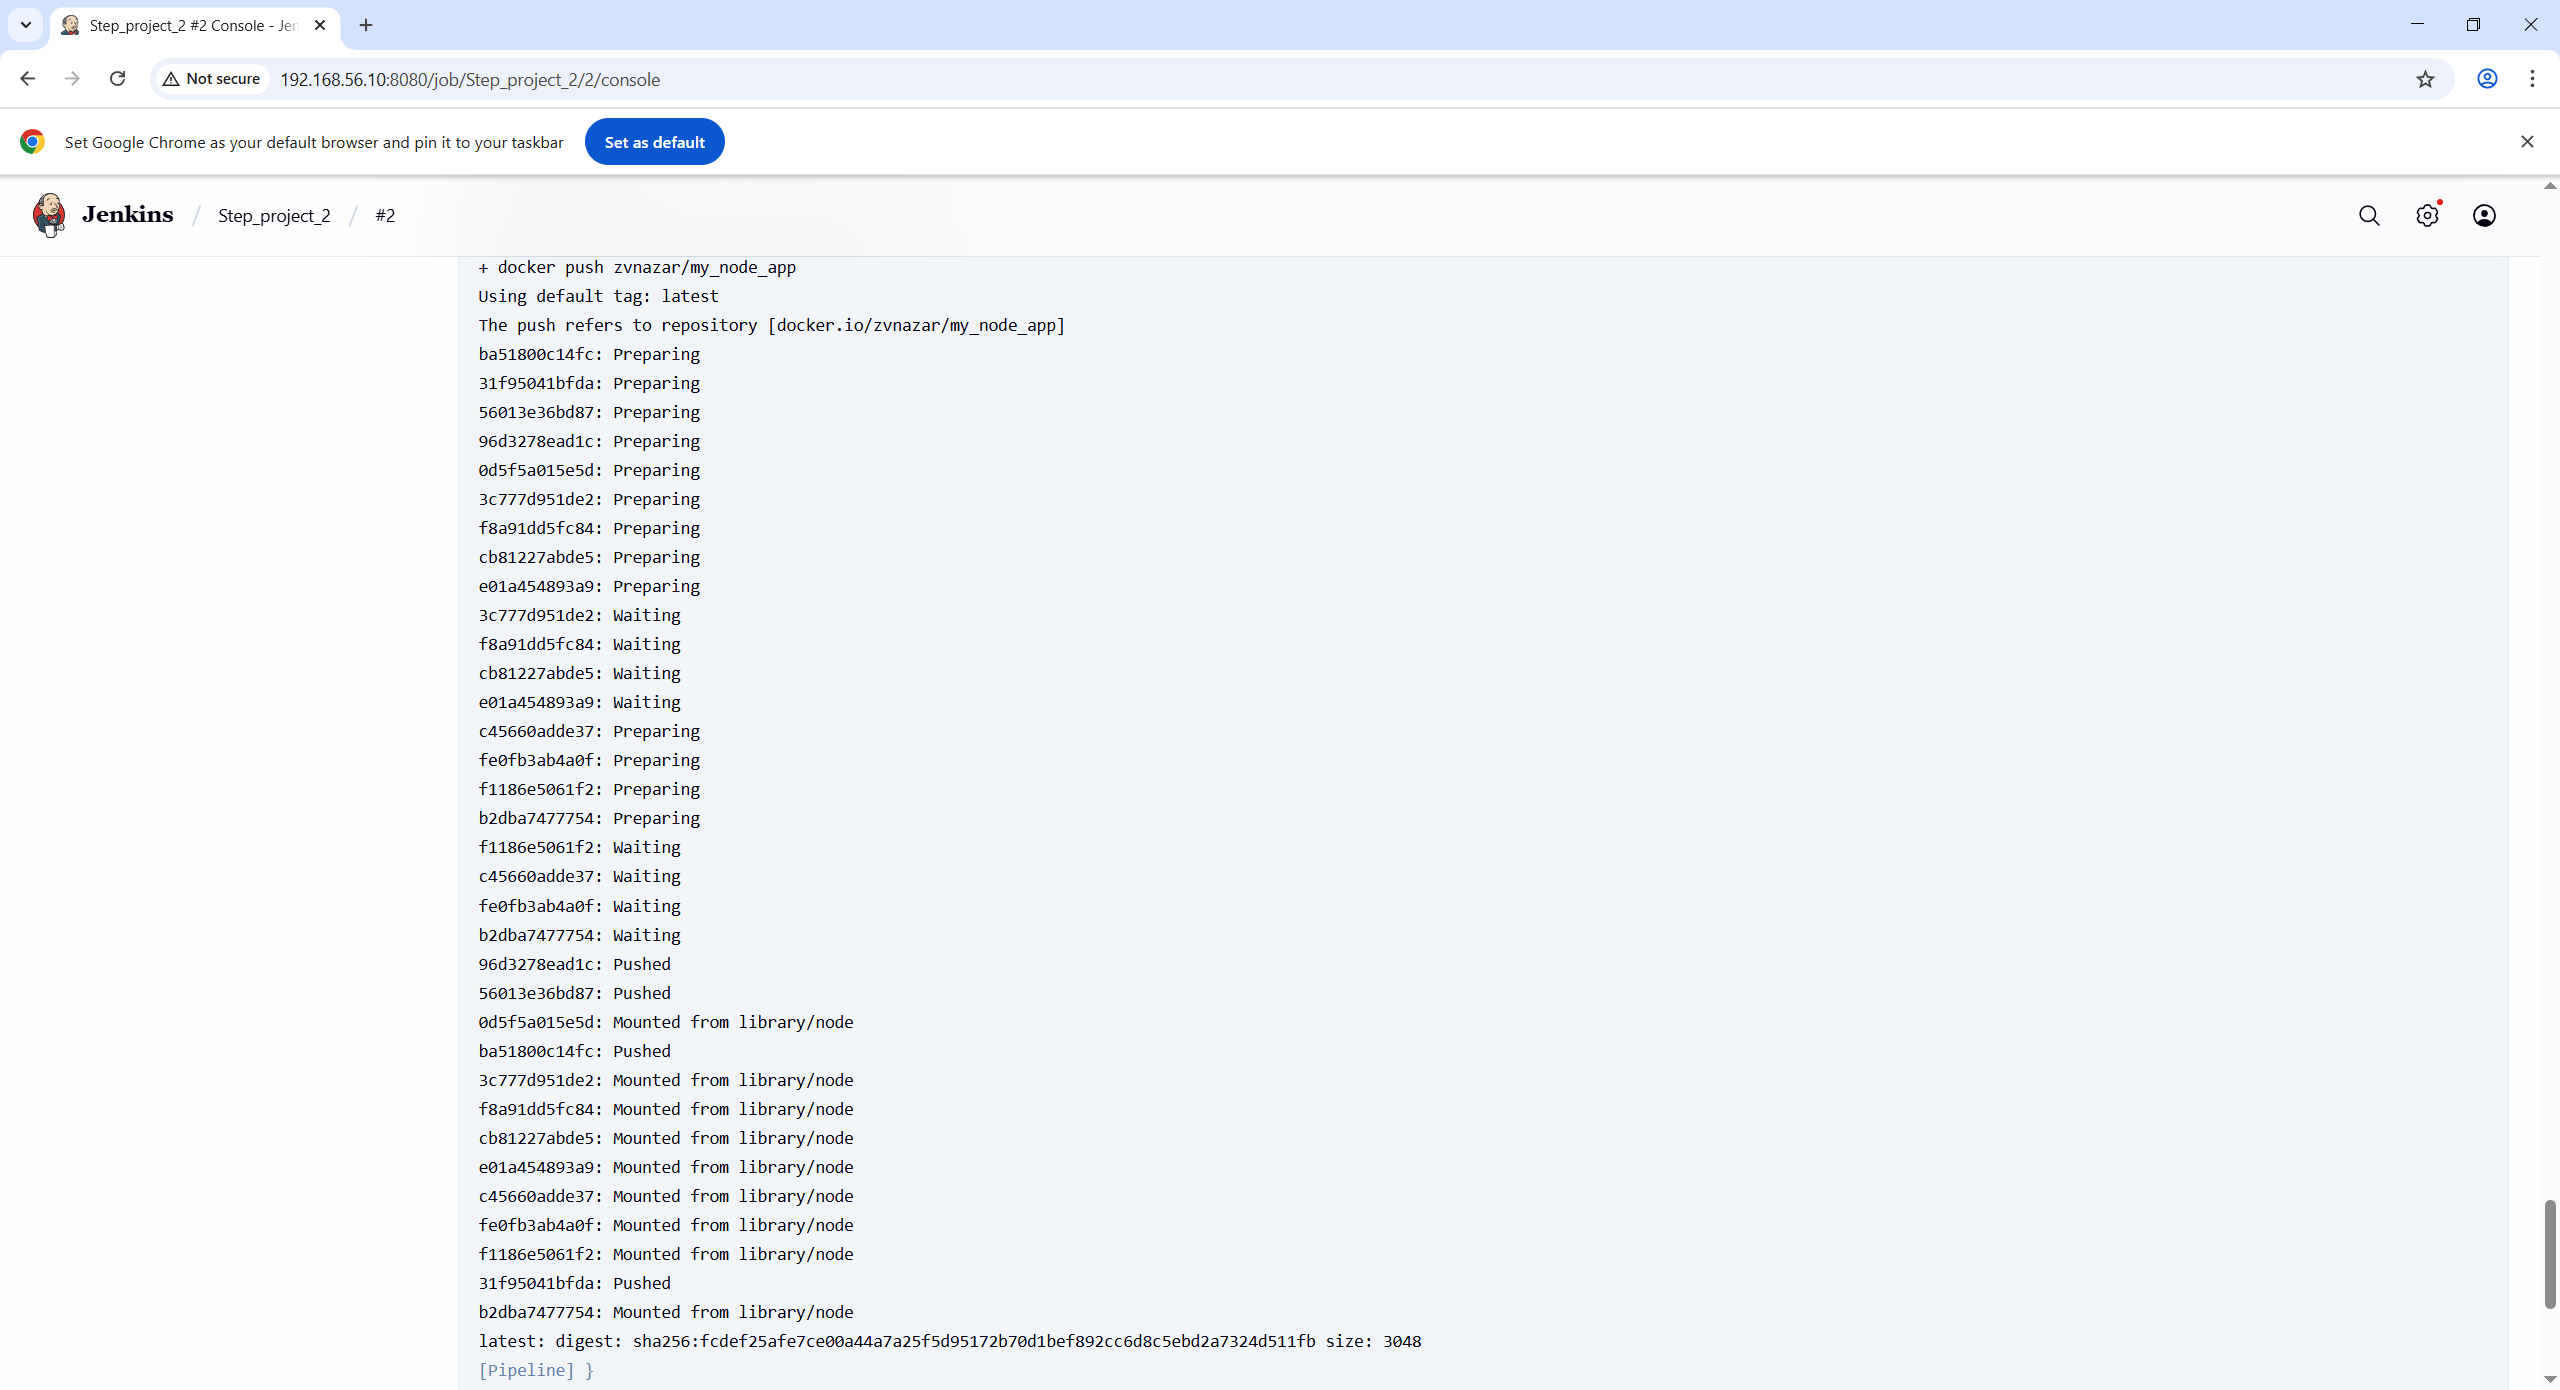 Step_project_2 #2 Console - Jen
Not secure
192.168.56.10:8080/job/Step_project_2/2/console
Set Google Chrome as your default browser and pin it to your taskbar
Set as default
Jenkins / Step_project_2 / #2
+ docker push zvnazar/my_node_app
Using default tag: latest
The push refers to repository [docker.io/zvnazar/my_node_app]
ba51800c14fc: Preparing
31f95041bfda: Preparing
56013e36bd87: Preparing
96d3278ead1c: Preparing
0d5f5a015e5d: Preparing
3c777d951de2: Preparing
f8a91dd5fc84: Preparing
cb81227abde5: Preparing
e01a454893a9: Preparing
3c777d951de2: Waiting
f8a91dd5fc84: Waiting
cb81227abde5: Waiting
e01a454893a9: Waiting
c45660adde37: Preparing
fe0fb3ab4a0f: Preparing
f1186e5061f2: Preparing
b2dba7477754: Preparing
f1186e5061f2: Waiting
c45660adde37: Waiting
fe0fb3ab4a0f: Waiting
b2dba7477754: Waiting
96d3278ead1c: Pushed
56013e36bd87: Pushed
0d5f5a015e5d: Mounted from library/node
ba51800c14fc: Pushed
3c777d951de2: Mounted from library/node
f8a91dd5fc84: Mounted from library/node
cb81227abde5: Mounted from library/node
e01a454893a9: Mounted from library/node
c45660adde37: Mounted from library/node
fe0fb3ab4a0f: Mounted from library/node
f1186e5061f2: Mounted from library/node
31f95041bfda: Pushed
b2dba7477754: Mounted from library/node
latest: digest: sha256:fcdef25afe7ce00a44a7a25f5d95172b70d1bef892cc6d8c5ebd2a7324d511fb size: 3048
[Pipeline] }